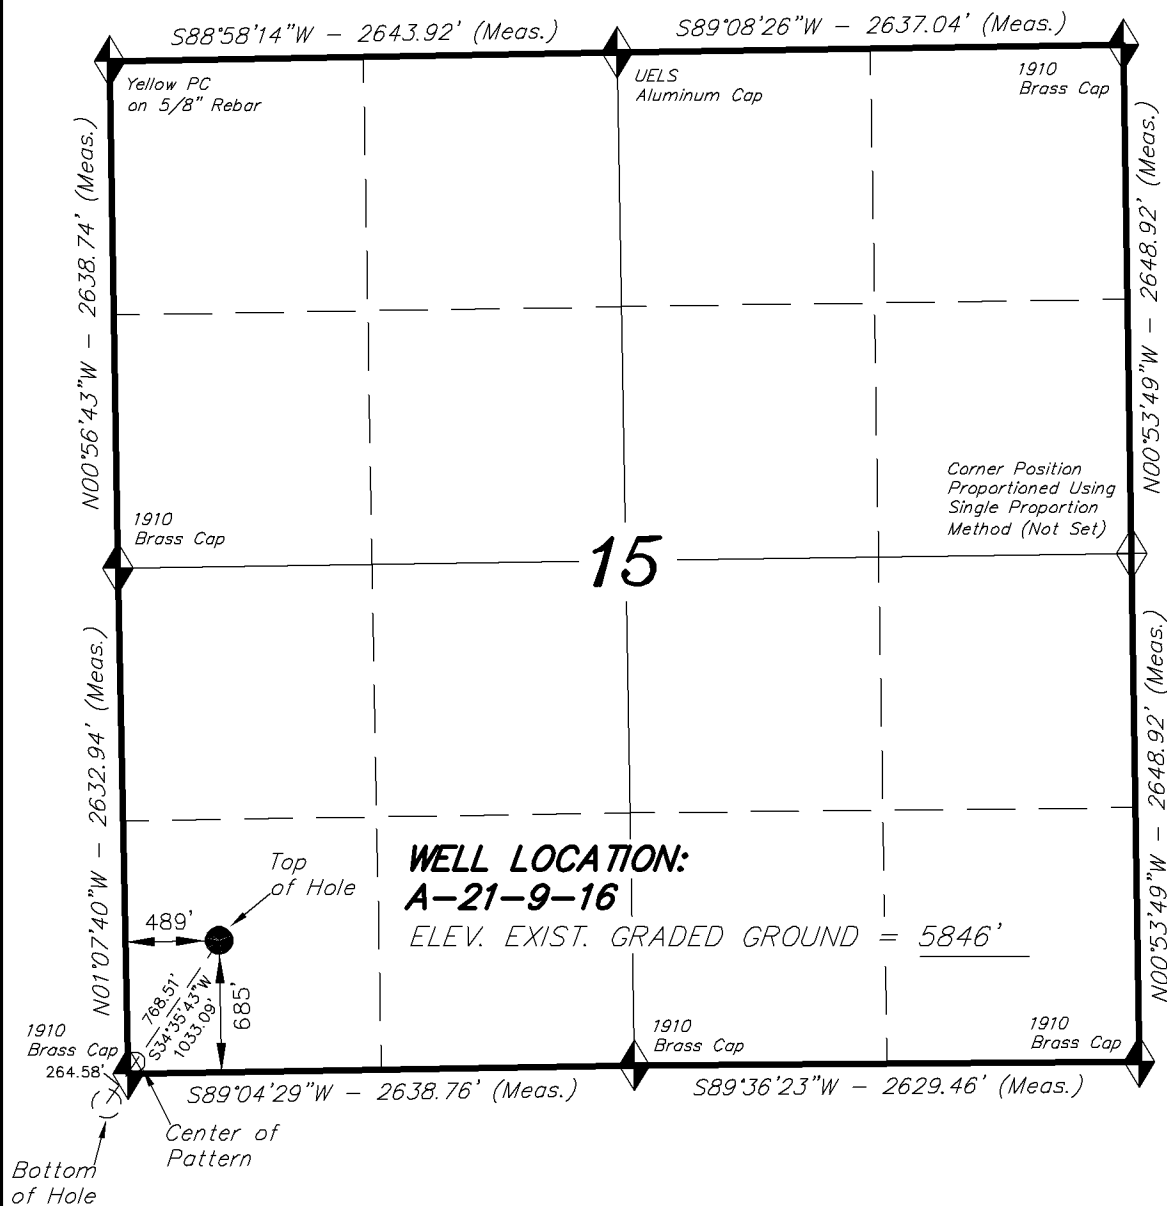 S88°58'14"W - 2643.92' (Meas.)
S89°08'26"W - 2637.04' (Meas.)
Yellow PC
on 5/8" Rebar
UELS
Aluminum Cap
1910
Brass Cap
N00°56'43"W - 2638.74' (Meas.)
N00°53'49"W - 2648.92' (Meas.)
Corner Position
Proportioned Using
Single Proportion
Method (Not Set)
1910
Brass Cap
15
N01°07'40"W - 2632.94' (Meas.)
N00°53'49"W - 2648.92' (Meas.)
WELL LOCATION:
A-21-9-16
ELEV. EXIST. GRADED GROUND = 5846'
Top
of Hole
489'
685'
768.51'
S34°35'43"W
1033.09'
1910
Brass Cap
264.58'
1910
Brass Cap
1910
Brass Cap
S89°04'29"W - 2638.76' (Meas.)
S89°36'23"W - 2629.46' (Meas.)
Center of
Pattern
Bottom
of Hole